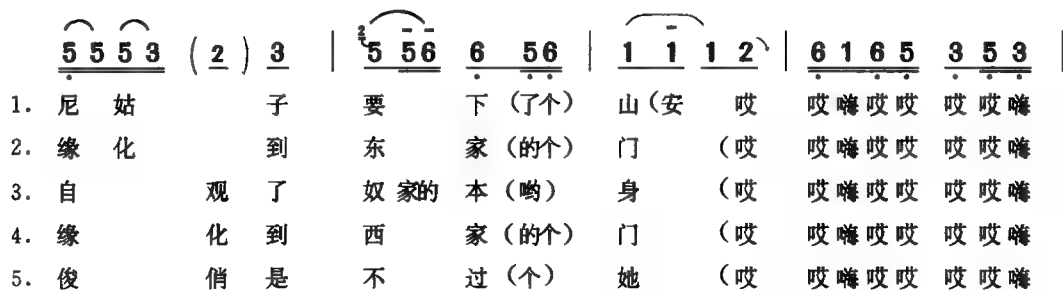 5 5 5 3 ( 2 ) 3 | 2 5 5 6 6 5 6 | 1 1 1 2 | 6 1 6 5 3 5 3 |
1. 尼 姑 子 要 下 (了个) 山 (安 哎 哎 嗨 哎 哎 哎 哎 嗨
2. 缘 化 到 东 家 (的个) 门 (哎 哎 嗨 哎 哎 哎 哎 嗨
3. 自 观 了 奴 家的 本 (哟) 身 (哎 哎 嗨 哎 哎 哎 哎 嗨
4. 缘 化 到 西 家 (的个) 门 (哎 哎 嗨 哎 哎 哎 哎 嗨
5. 俊 俏 是 不 过 (个) 她 (哎 哎 嗨 哎 哎 哎 哎 嗨